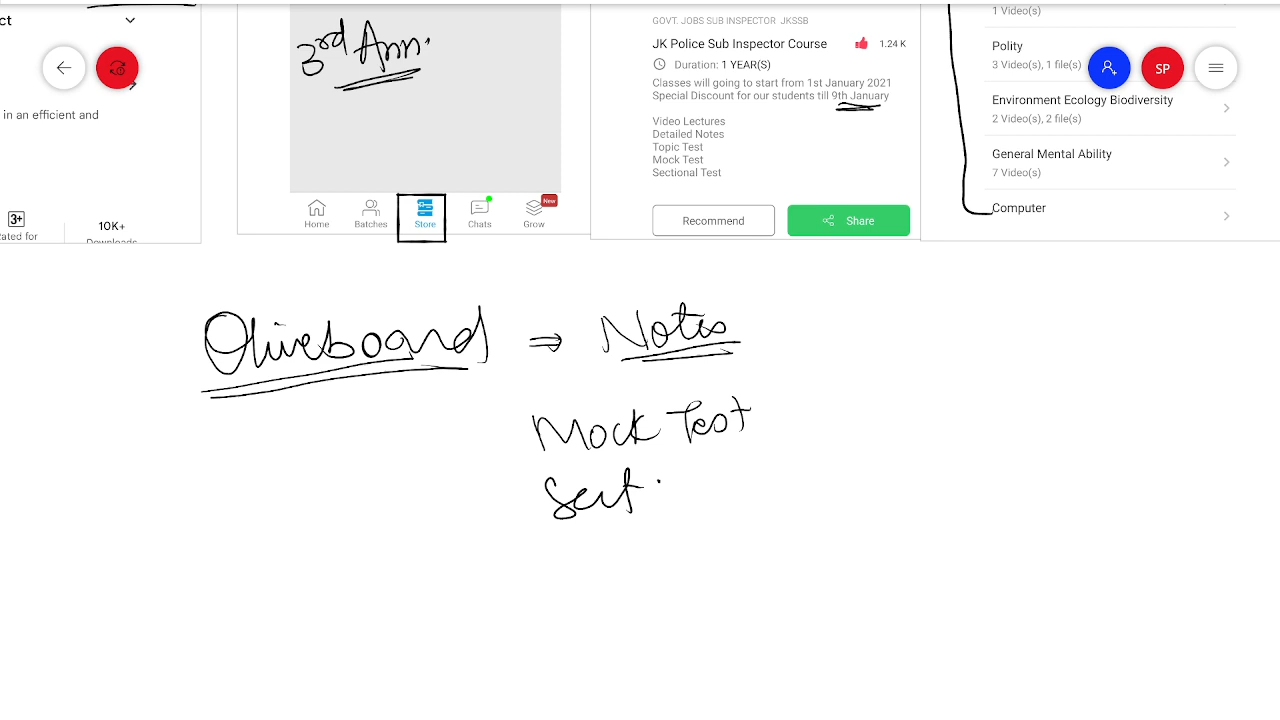 ct
in an efficient and
3+
Rated for
10K+
Downloads
3rd Ann.
Home
Batches
Store
Chats
New
Grow
GOVT. JOBS SUB INSPECTOR JKSSB
JK Police Sub Inspector Course
1.24 K
Duration: 1 YEAR(S)
Classes will going to start from 1st January 2021
Special Discount for our students till 9th January
Video Lectures
Detailed Notes
Topic Test
Mock Test
Sectional Test
Recommend
Share
1 Video(s)
Polity
3 Video(s), 1 file(s)
SP
Environment Ecology Biodiversity
2 Video(s), 2 file(s)
General Mental Ability
7 Video(s)
Computer
Oliveboard ⇒ Notes
Mock Test
Sect